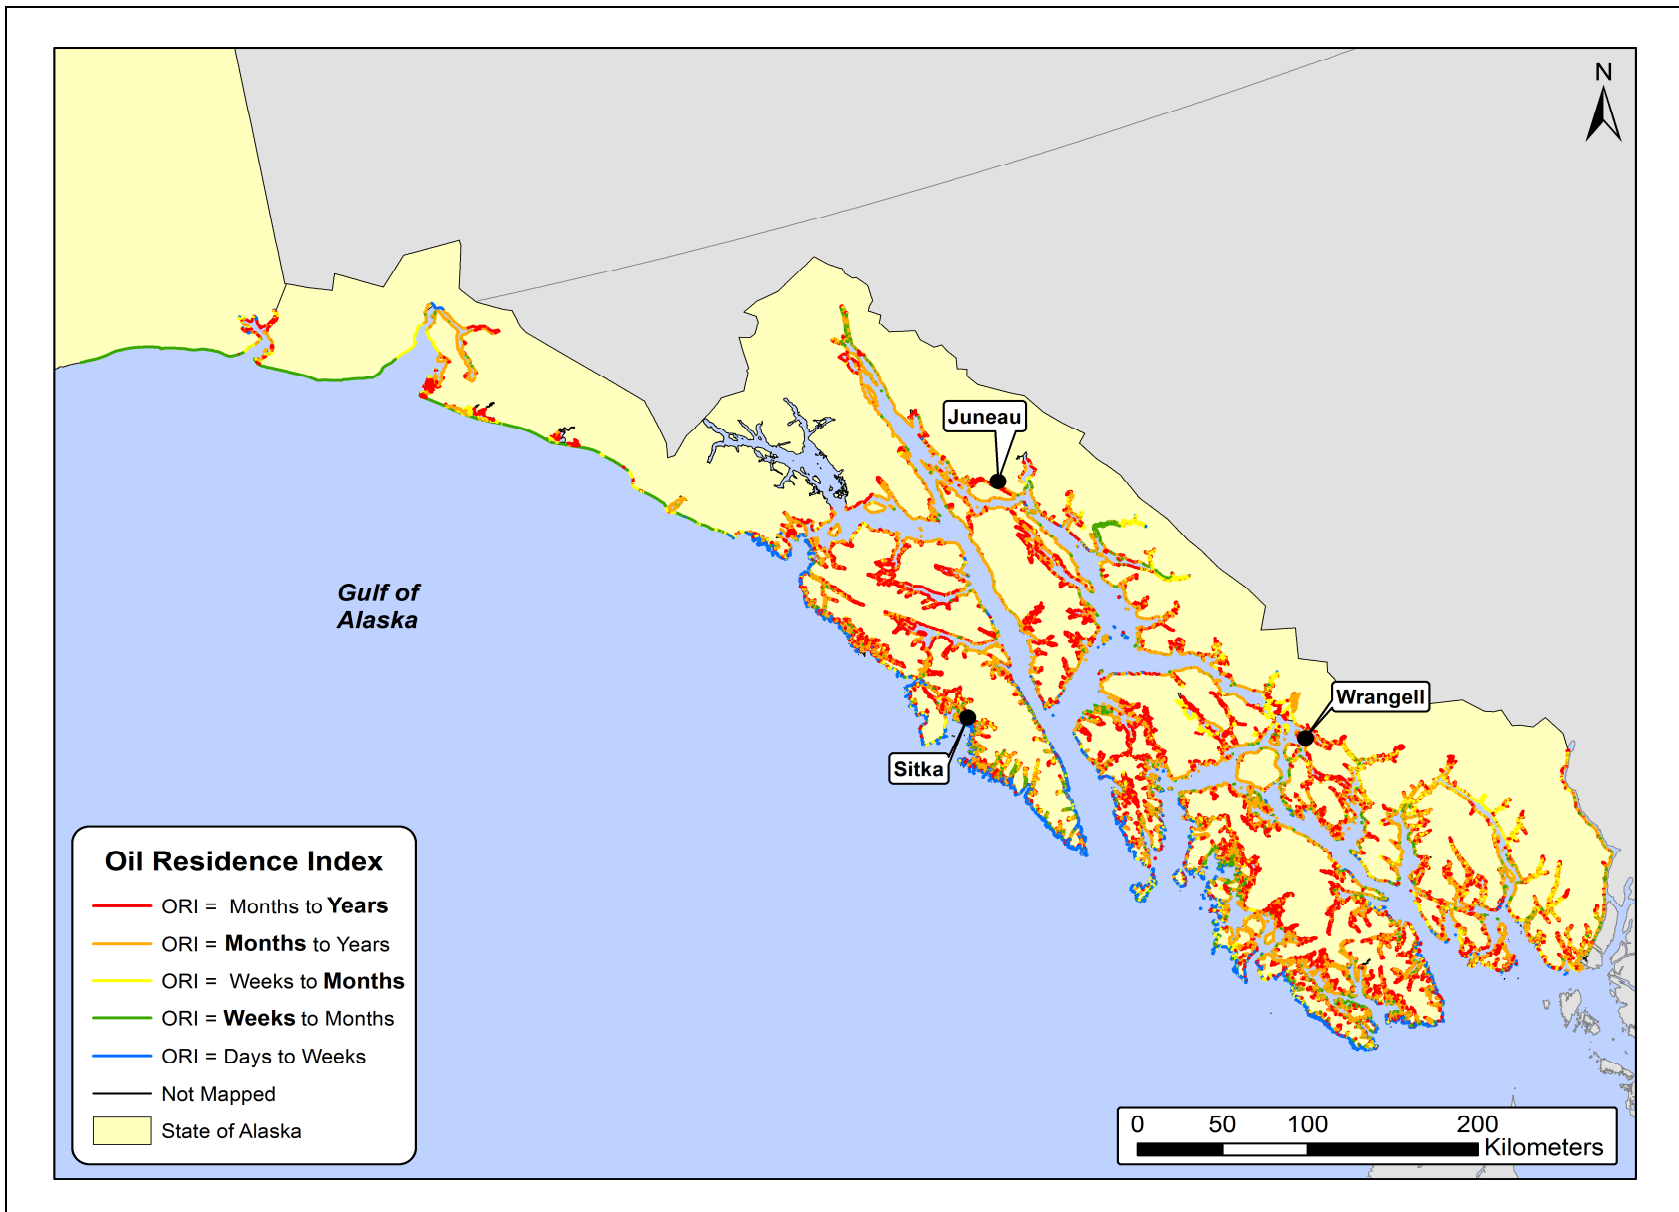 N
Juneau
Gulf of
Alaska
Wrangell
Sitka
Oil Residence Index
ORI = Months to Years
ORI = Months to Years
ORI = Weeks to Months
ORI = Weeks to Months
ORI = Days to Weeks
Not Mapped
State of Alaska
0 50 100 200
Kilometers